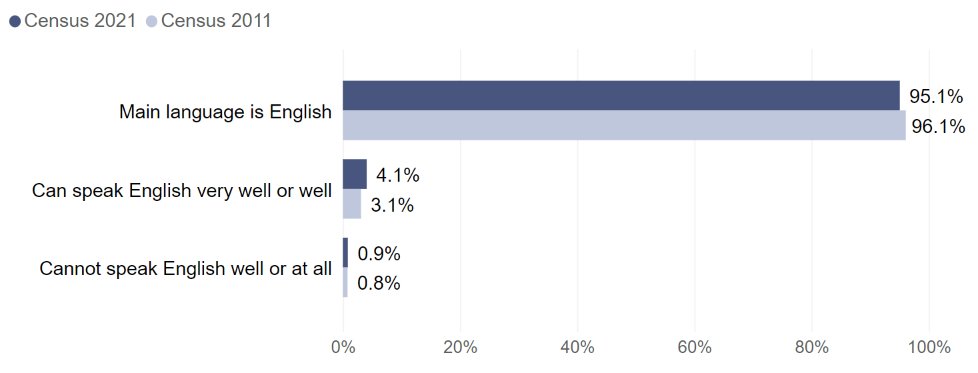 Census 2021 Census 2011
Main language is English
95.1%
96.1%
Can speak English very well or well
4.1%
3.1%
Cannot speak English well or at all
0.9%
0.8%
0% 20% 40% 60% 80% 100%